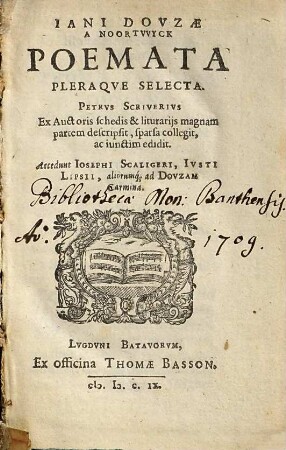 IANI DOVZÆ
A NOORTVVYCK
POEMATA
PLERAQVE SELECTA.
PETRVS SCRIVERIVS
Ex Auctoris schedis & liturarijs magnam
partem descripsit, sparsa collegit,
ac iunctim edidit.
Accedunt IOSEPHI SCALIGERI, IVSTI
LIPSII, aliorumq; ad DOVZAM
Carmina.
Bibliotheca Mon: Banthensis
Aº: 1709.
LVGDVNI BATAVORVM,
Ex officina THOMÆ BASSON.
cIɔ. Iɔ. c. IX.